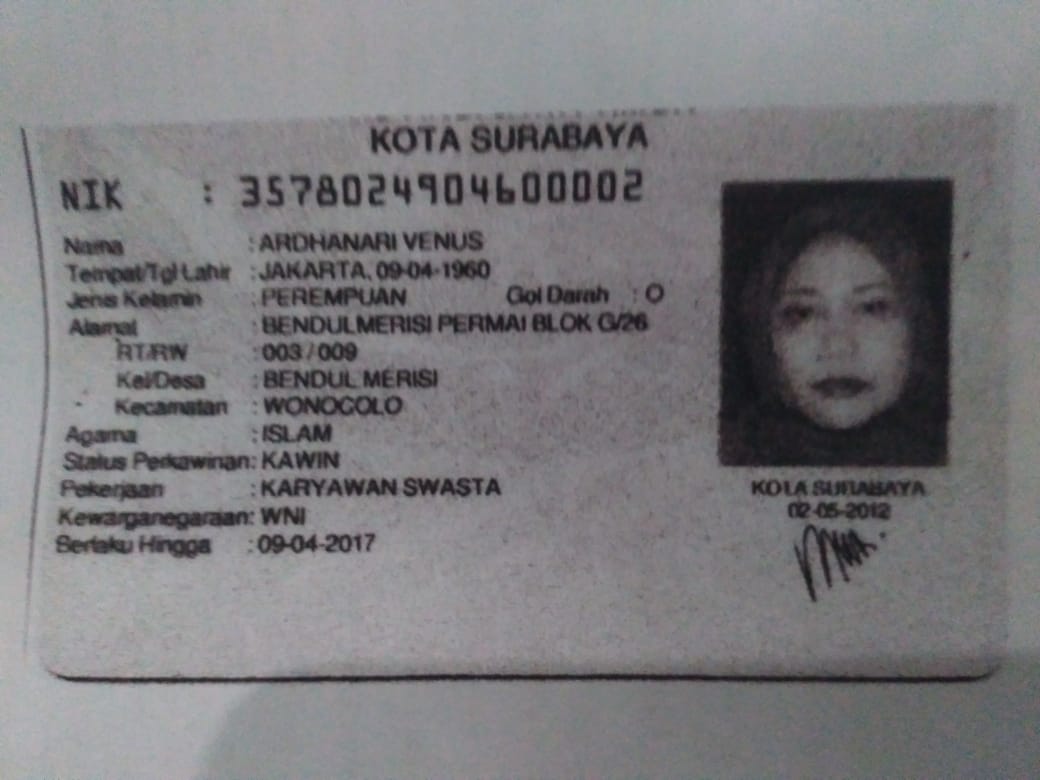 KOTA SURABAYA
NIK : 3578024904600002
Nama : ARDHANARI VENUS
Tempat/Tgl Lahir : JAKARTA, 09-04-1960
Jenis Kelamin : PEREMPUAN Gol Darah : O
Alamat : BENDULMERISI PERMAI BLOK G/26
RT/RW : 003 / 009
Kel/Desa : BENDUL MERISI
Kecamatan : WONOCOLO
Agama : ISLAM
Status Perkawinan: KAWIN
Pekerjaan : KARYAWAN SWASTA
Kewarganegaraan: WNI
Berlaku Hingga : 09-04-2017
KOTA SURABAYA
02-05-2012